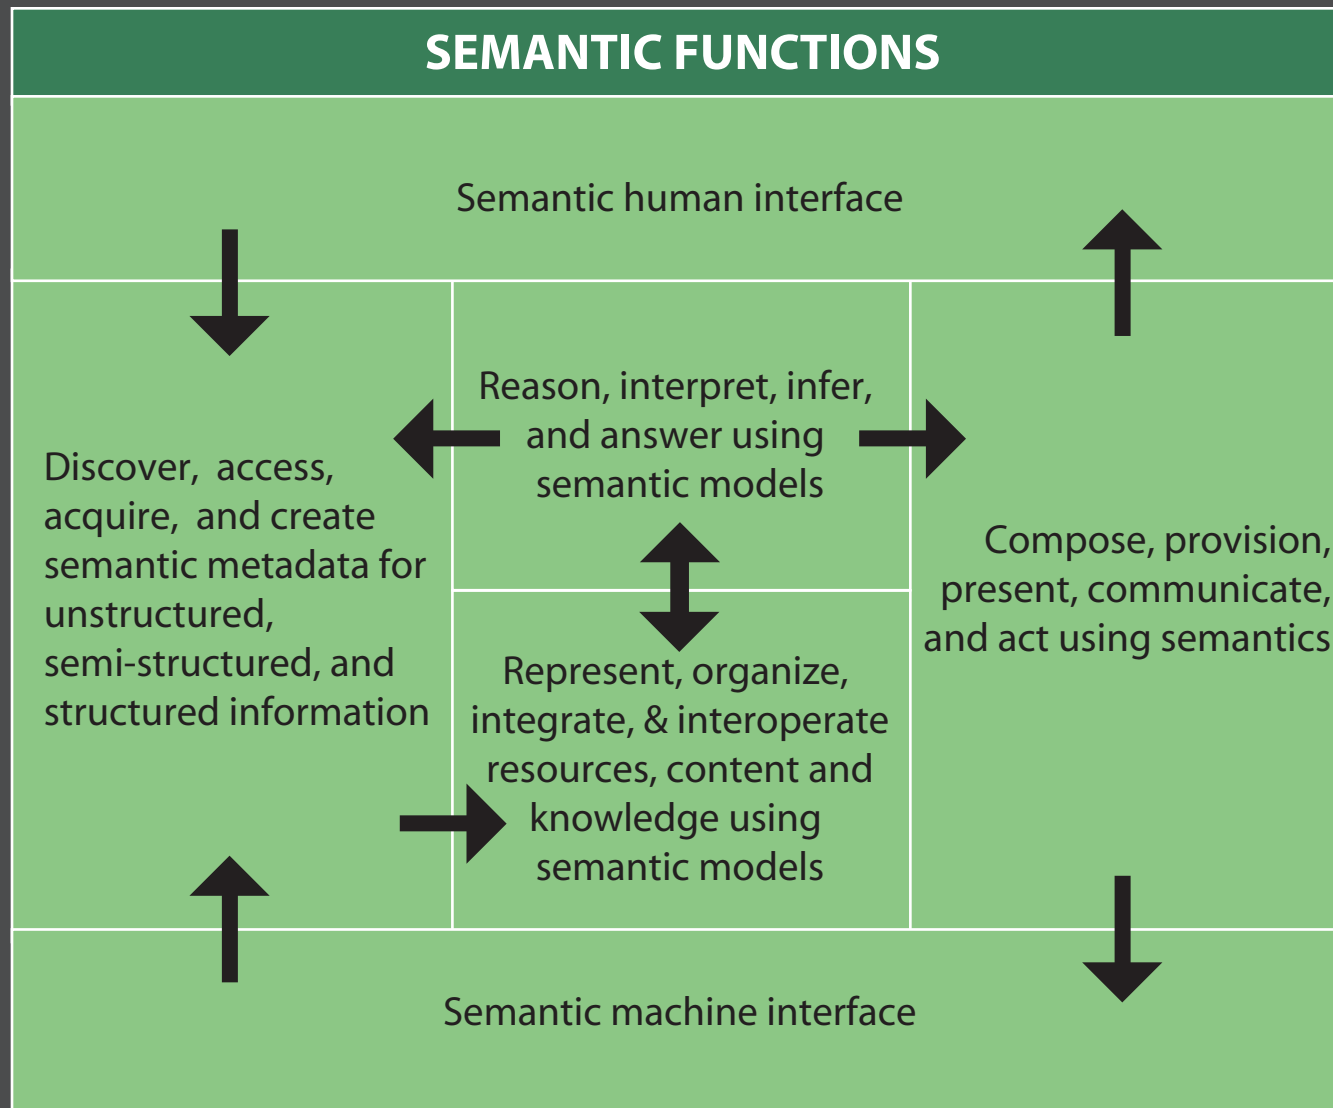 SEMANTIC FUNCTIONS
Semantic human interface
Discover, access,
acquire, and create
semantic metadata for
unstructured,
semi-structured, and
structured information
Reason, interpret, infer,
and answer using
semantic models
Represent, organize,
integrate, & interoperate
resources, content and
knowledge using
semantic models
Compose, provision,
present, communicate,
and act using semantics
Semantic machine interface